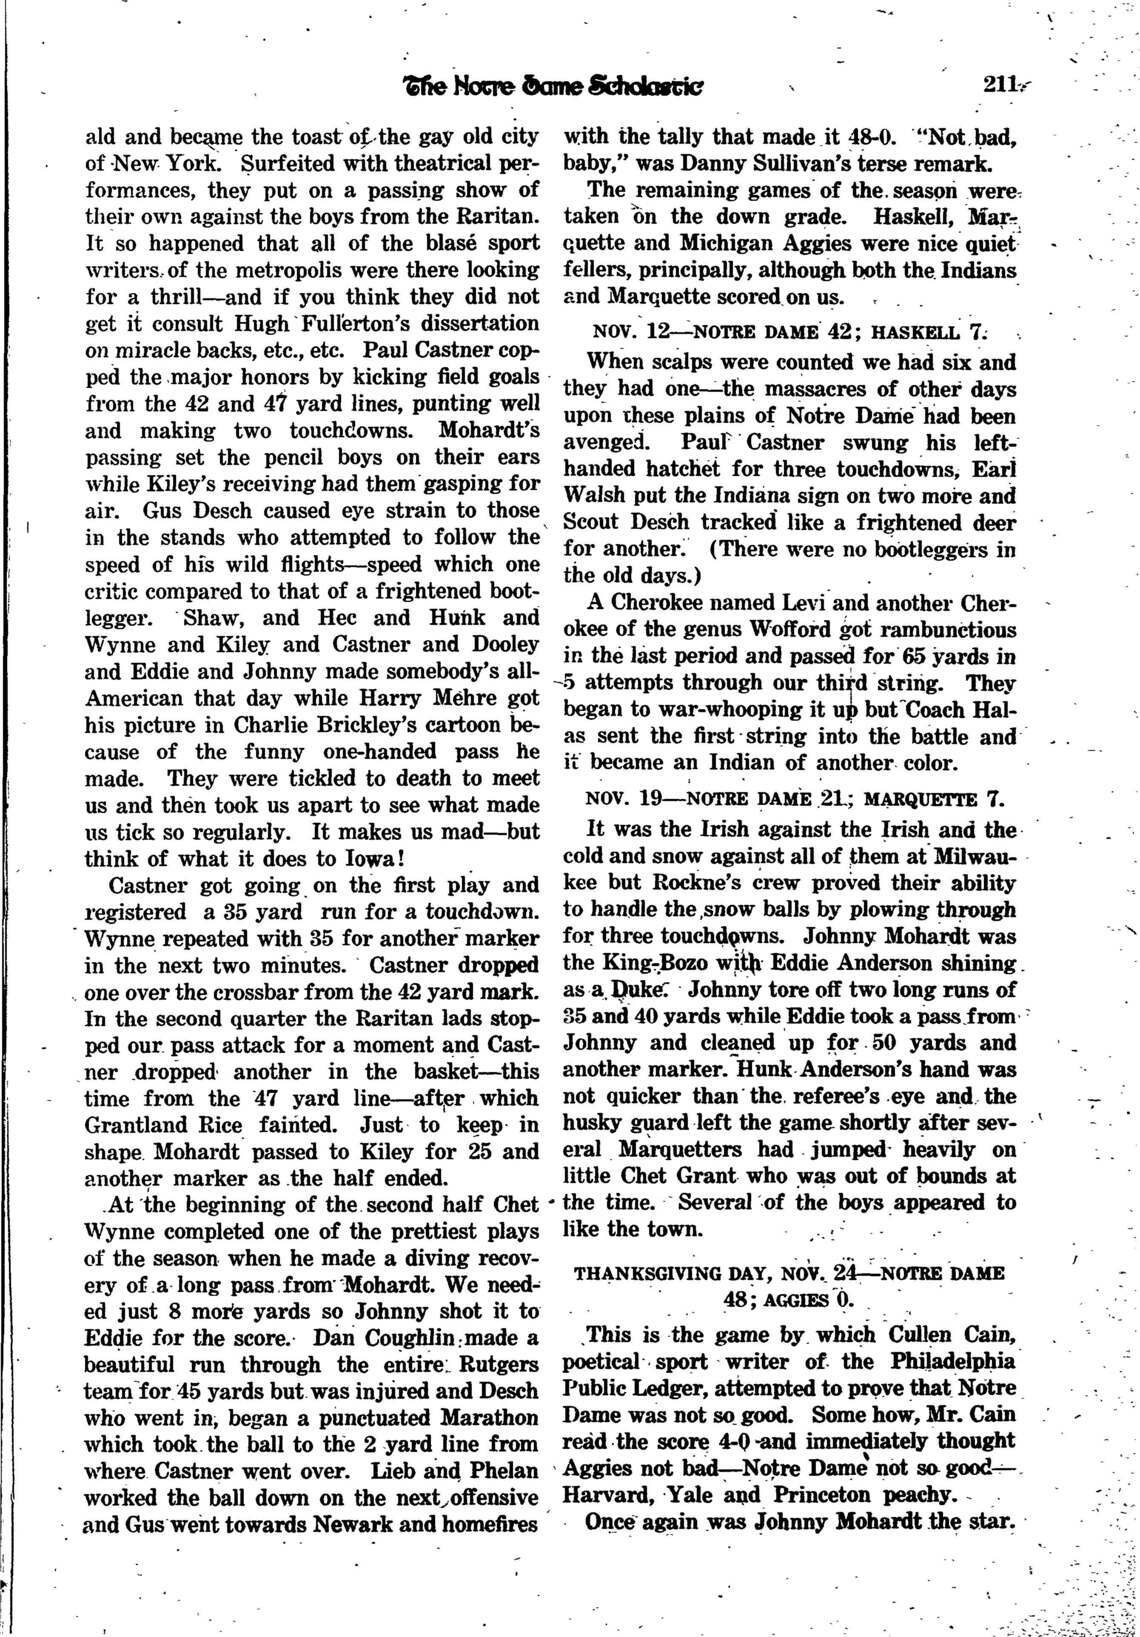 The Notre Dame Scholastic
211
ald and became the toast of the gay old city
of New York. Surfeited with theatrical per-
formances, they put on a passing show of
their own against the boys from the Raritan.
It so happened that all of the blasé sport
writers of the metropolis were there looking
for a thrill—and if you think they did not
get it consult Hugh Fullerton's dissertation
on miracle backs, etc., etc. Paul Castner cop-
ped the major honors by kicking field goals
from the 42 and 47 yard lines, punting well
and making two touchdowns. Mohardt's
passing set the pencil boys on their ears
while Kiley's receiving had them gasping for
air. Gus Desch caused eye strain to those
in the stands who attempted to follow the
speed of his wild flights—speed which one
critic compared to that of a frightened boot-
legger. Shaw, and Hec and Hunk and
Wynne and Kiley and Castner and Dooley
and Eddie and Johnny made somebody's all-
American that day while Harry Mehre got
his picture in Charlie Brickley's cartoon be-
cause of the funny one-handed pass he
made. They were tickled to death to meet
us and then took us apart to see what made
us tick so regularly. It makes us mad—but
think of what it does to Iowa!
Castner got going on the first play and
registered a 35 yard run for a touchdown.
Wynne repeated with 35 for another marker
in the next two minutes. Castner dropped
one over the crossbar from the 42 yard mark.
In the second quarter the Raritan lads stop-
ped our pass attack for a moment and Cast-
ner dropped another in the basket—this
time from the 47 yard line—after which
Grantland Rice fainted. Just to keep in
shape Mohardt passed to Kiley for 25 and
another marker as the half ended.
At the beginning of the second half Chet
Wynne completed one of the prettiest plays
of the season when he made a diving recov-
ery of a long pass from Mohardt. We need-
ed just 8 more yards so Johnny shot it to
Eddie for the score. Dan Coughlin made a
beautiful run through the entire Rutgers
team for 45 yards but was injured and Desch
who went in, began a punctuated Marathon
which took the ball to the 2 yard line from
where Castner went over. Lieb and Phelan
worked the ball down on the next offensive
and Gus went towards Newark and homefires
with the tally that made it 48-0. "Not bad,
baby," was Danny Sullivan's terse remark.
The remaining games of the season were
taken on the down grade. Haskell, Mar-
quette and Michigan Aggies were nice quiet
fellers, principally, although both the Indians
and Marquette scored on us.
NOV. 12—NOTRE DAME 42; HASKELL 7.
When scalps were counted we had six and
they had one—the massacres of other days
upon these plains of Notre Dame had been
avenged. Paul Castner swung his left-
handed hatchet for three touchdowns, Earl
Walsh put the Indiana sign on two more and
Scout Desch tracked like a frightened deer
for another. (There were no bootleggers in
the old days.)
A Cherokee named Levi and another Cher-
okee of the genus Wofford got rambunctious
in the last period and passed for 65 yards in
5 attempts through our third string. They
began to war-whooping it up but Coach Hal-
as sent the first string into the battle and
it became an Indian of another color.
NOV. 19—NOTRE DAME 21; MARQUETTE 7.
It was the Irish against the Irish and the
cold and snow against all of them at Milwau-
kee but Rockne's crew proved their ability
to handle the snow balls by plowing through
for three touchdowns. Johnny Mohardt was
the King-Bozo with Eddie Anderson shining
as a Duke. Johnny tore off two long runs of
35 and 40 yards while Eddie took a pass from
Johnny and cleaned up for 50 yards and
another marker. Hunk Anderson's hand was
not quicker than the referee's eye and the
husky guard left the game shortly after sev-
eral Marquetters had jumped heavily on
little Chet Grant who was out of bounds at
the time. Several of the boys appeared to
like the town.
THANKSGIVING DAY, NOV. 24—NOTRE DAME
48; AGGIES 0.
This is the game by which Cullen Cain,
poetical sport writer of the Philadelphia
Public Ledger, attempted to prove that Notre
Dame was not so good. Some how, Mr. Cain
read the score 4-0 and immediately thought
Aggies not bad—Notre Dame not so good—
Harvard, Yale and Princeton peachy.
Once again was Johnny Mohardt the star.